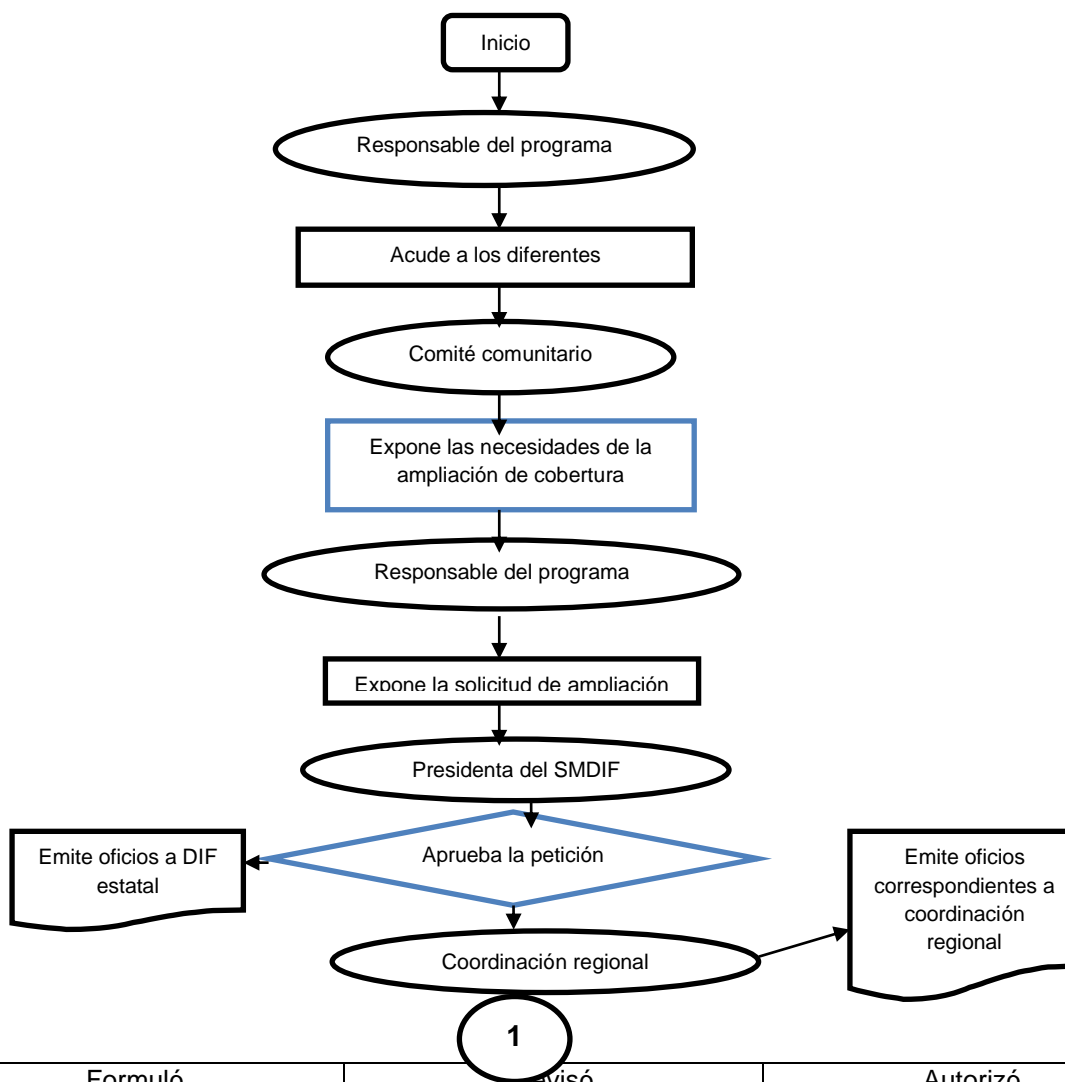 Inicio
Responsable del programa
Acude a los diferentes
Comité comunitario
Expone las necesidades de la
ampliación de cobertura
Responsable del programa
Expone la solicitud de ampliación
Presidenta del SMDIF
Aprueba la petición
Emite oficios a DIF
estatal
Emite oficios
correspondientes a
coordinación
regional
Coordinación regional
1
Formuló
Autorizó